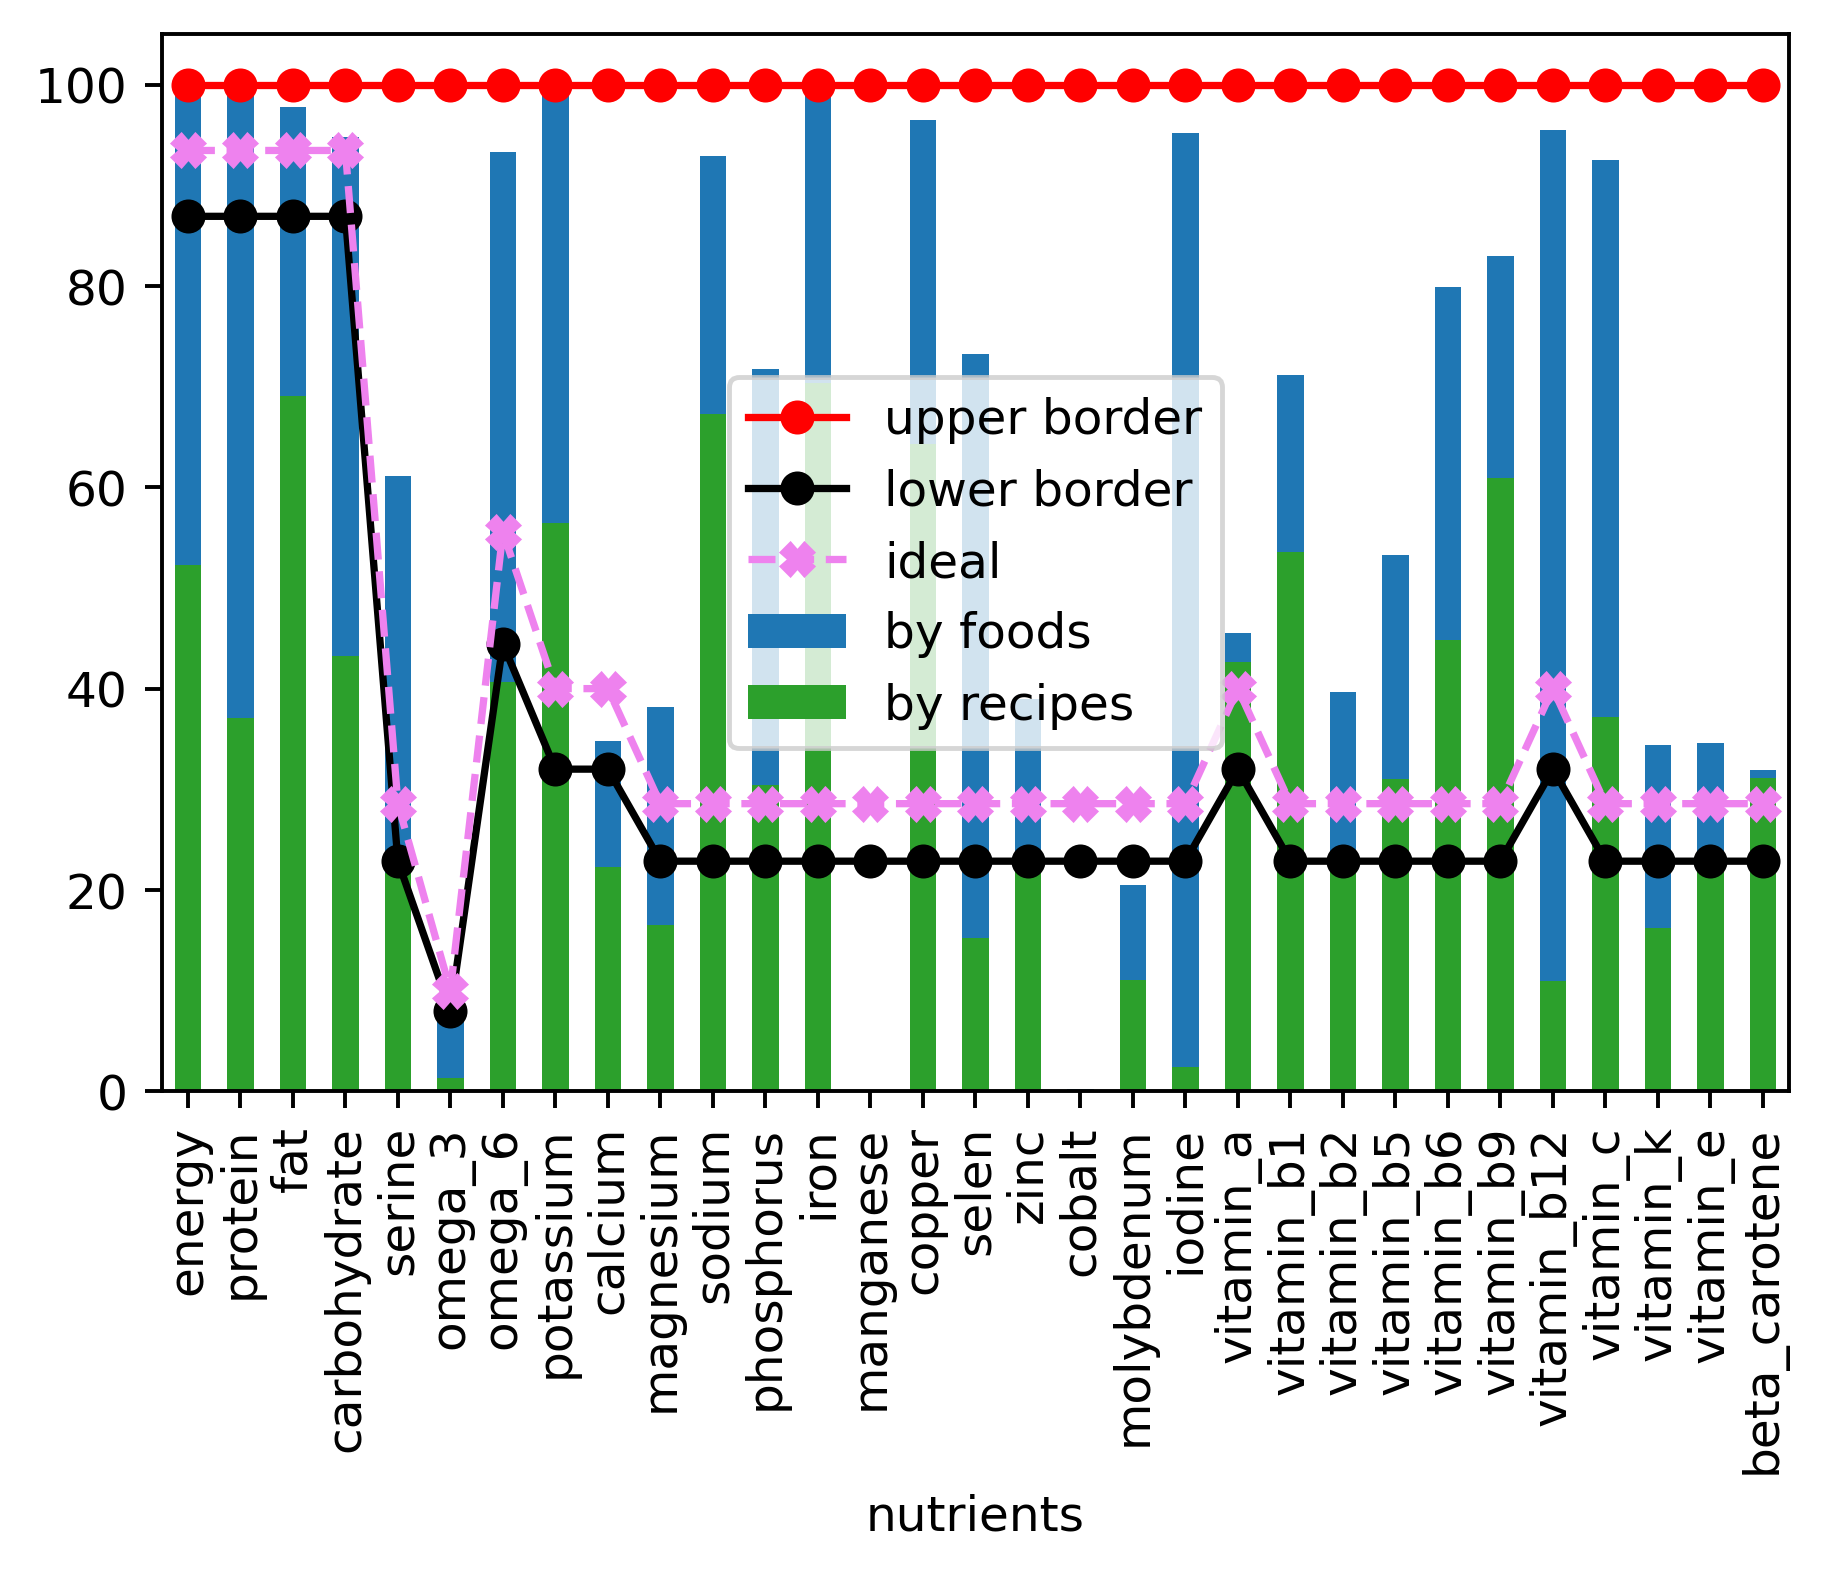 100
80
60
40
20
0
upper border
lower border
ideal
by foods
by recipes
energy
protein
fat
carbohydrate
serine
omega_3
omega_6
potassium
calcium
magnesium
sodium
phosphorus
iron
manganese
copper
selen
zinc
cobalt
molybdenum
iodine
vitamin_a
vitamin_b1
vitamin_b2
vitamin_b5
vitamin_b6
vitamin_b9
vitamin_b12
vitamin_c
vitamin_k
vitamin_e
beta_carotene
nutrients